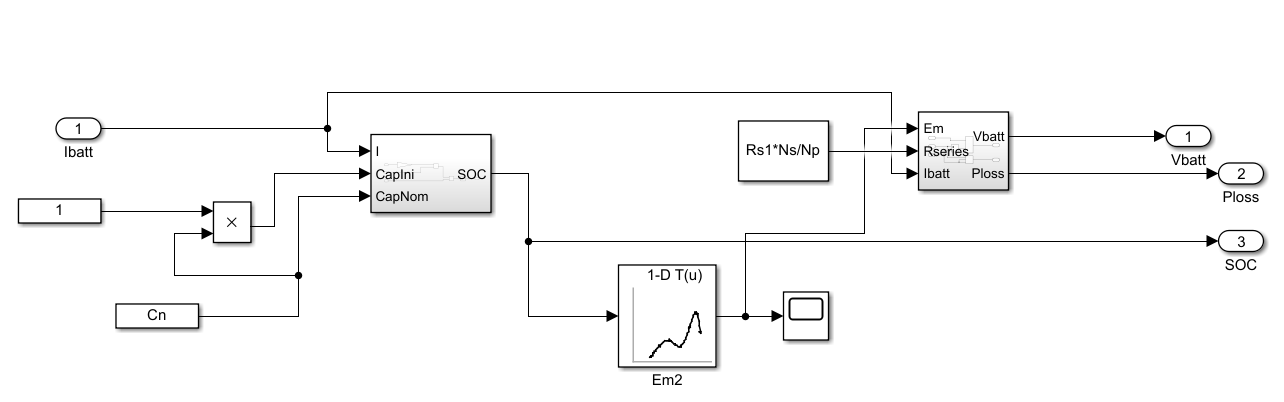 1
Ibatt
I
CapIni
CapNom
SOC
1
×
Cn
1-D T(u)
Em2
Rs1*Ns/Np
Em
Rseries
Ibatt
Vbatt
Ploss
1
Vbatt
2
Ploss
3
SOC